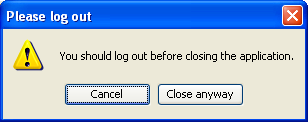 Please log out
You should log out before closing the application.
Cancel
Close anyway